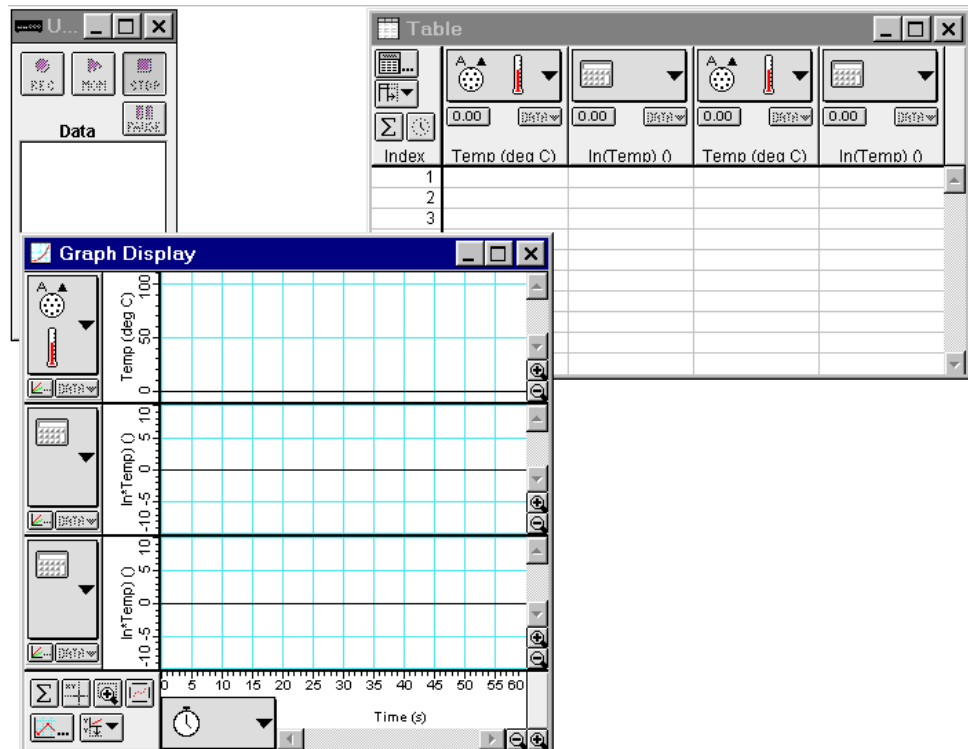 U...
REC MON STOP
PAUSE
Data
Table
A A
0.00 DATA 0.00 DATA 0.00 DATA 0.00 DATA
Index Temp (deg C) ln(Temp) () Temp (deg C) ln(Temp) ()
1
2
3
Graph Display
A
Temp (deg C)
100
50
0
DATA
ln*Temp) ()
10
5
0
-5
-10
DATA
ln*Temp) ()
10
5
0
-5
-10
DATA
0 5 10 15 20 25 30 35 40 45 50 55 60
Time (s)